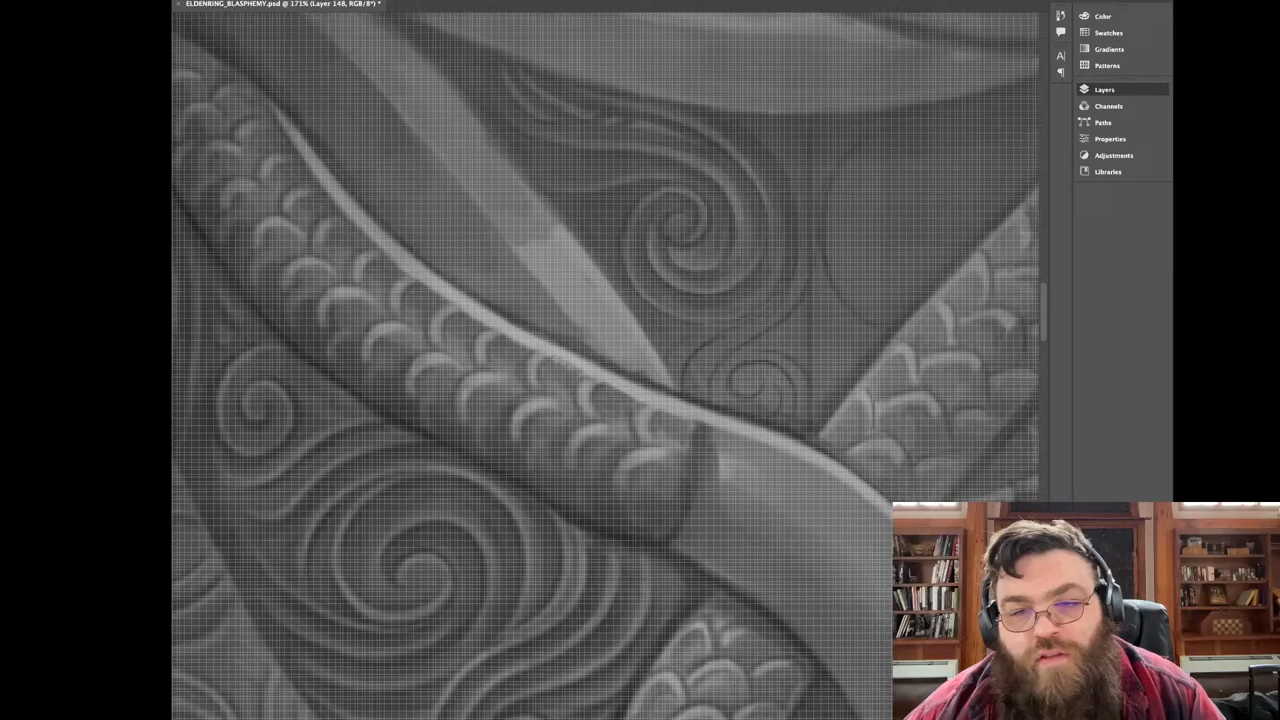 ELDENRING_BLASPHEMY.psd @ 171% (Layer 148, RGB/8*) *
Color
Swatches
Gradients
Patterns
Layers
Channels
Paths
Properties
Adjustments
Libraries